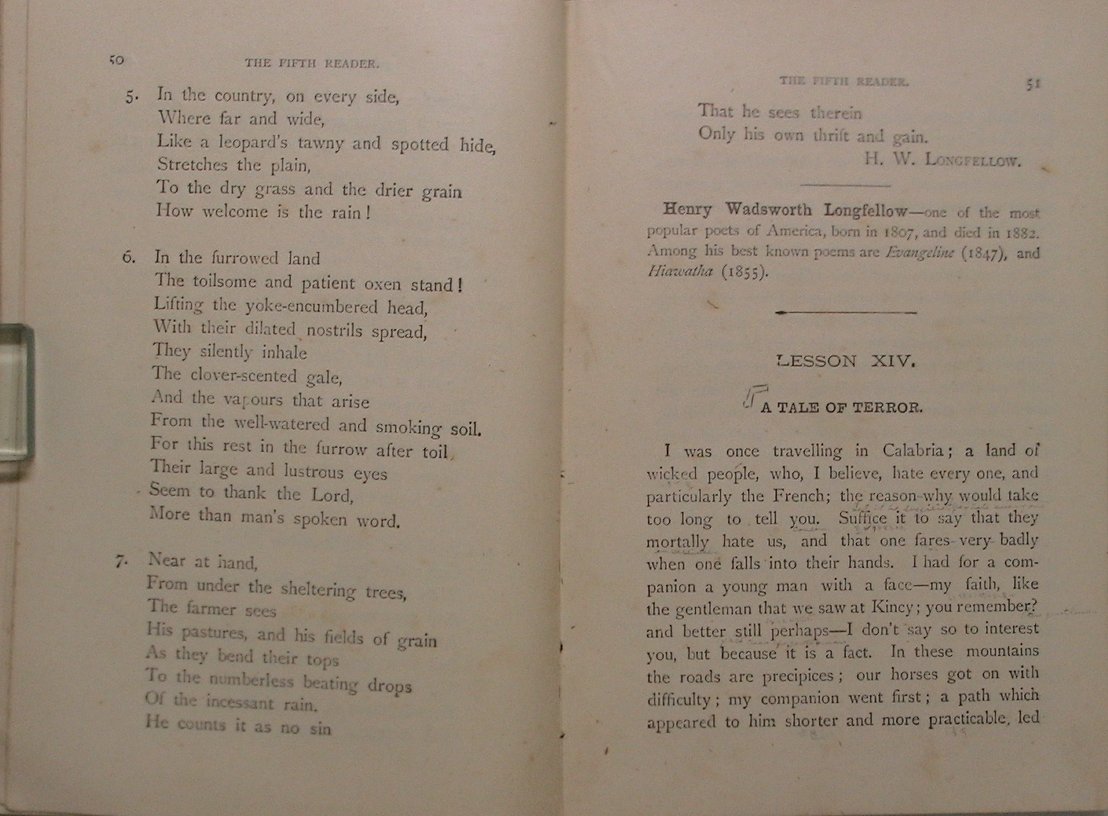 50
THE FIFTH READER.
5. In the country, on every side,
Where far and wide,
Like a leopard's tawny and spotted hide,
Stretches the plain,
To the dry grass and the drier grain
How welcome is the rain!
6. In the furrowed land
The toilsome and patient oxen stand!
Lifting the yoke-encumbered head,
With their dilated nostrils spread,
They silently inhale
The clover-scented gale,
And the vapours that arise
From the well-watered and smoking soil.
For this rest in the furrow after toil,
Their large and lustrous eyes
Seem to thank the Lord,
More than man's spoken word.
7. Near at hand,
From under the sheltering trees,
The farmer sees
His pastures, and his fields of grain
As they bend their tops
To the numberless beating drops
Of the incessant rain.
He counts it as no sin
THE FIFTH READER.
51
That he sees therein
Only his own thrift and gain.
H. W. LONGFELLOW.
Henry Wadsworth Longfellow—one of the most
popular poets of America, born in 1807, and died in 1882.
Among his best known poems are Evangeline (1847), and
Hiawatha (1855).
LESSON XIV.
A TALE OF TERROR.
I was once travelling in Calabria; a land of
wicked people, who, I believe, hate every one, and
particularly the French; the reason why would take
too long to tell you. Suffice it to say that they
mortally hate us, and that one fares very badly
when one falls into their hands. I had for a com-
panion a young man with a face—my faith, like
the gentleman that we saw at Kincy; you remember?
and better still perhaps—I don't say so to interest
you, but because it is a fact. In these mountains
the roads are precipices; our horses got on with
difficulty; my companion went first; a path which
appeared to him shorter and more practicable, led